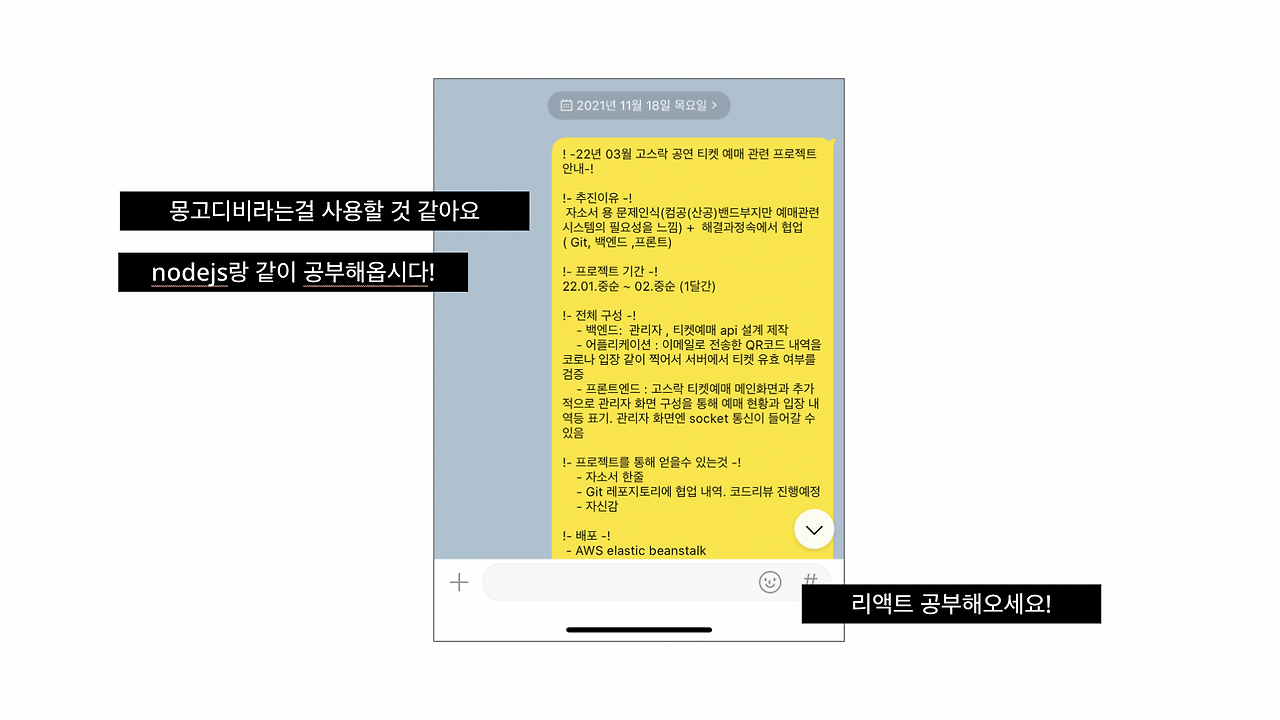 2021년 11월 18일 목요일 >
! -22년 03월 고스락 공연 티켓 예매 관련 프로젝트
안내-!
!- 추진이유 -!
자소서 용 문제인식(컴공(산공)밴드부지만 예매관련
시스템의 필요성을 느낌) + 해결과정속에서 협업
( Git, 백엔드 ,프론트)
!- 프로젝트 기간 -!
22.01.중순 ~ 02.중순 (1달간)
!- 전체 구성 -!
- 백엔드: 관리자 , 티켓예매 api 설계 제작
- 어플리케이션 : 이메일로 전송한 QR코드 내역을
코로나 입장 같이 찍어서 서버에서 티켓 유효 여부를
검증
- 프론트엔드 : 고스락 티켓예매 메인화면과 추가
적으로 관리자 화면 구성을 통해 예매 현황과 입장 내
역등 표기. 관리자 화면엔 socket 통신이 들어갈 수
있음
!- 프로젝트를 통해 얻을수 있는것 -!
- 자소서 한줄
- Git 레포지토리에 협업 내역. 코드리뷰 진행예정
- 자신감
!- 배포 -!
- AWS elastic beanstalk
몽고디비라는걸 사용할 것 같아요
nodejs랑 같이 공부해옵시다!
#
리액트 공부해오세요!